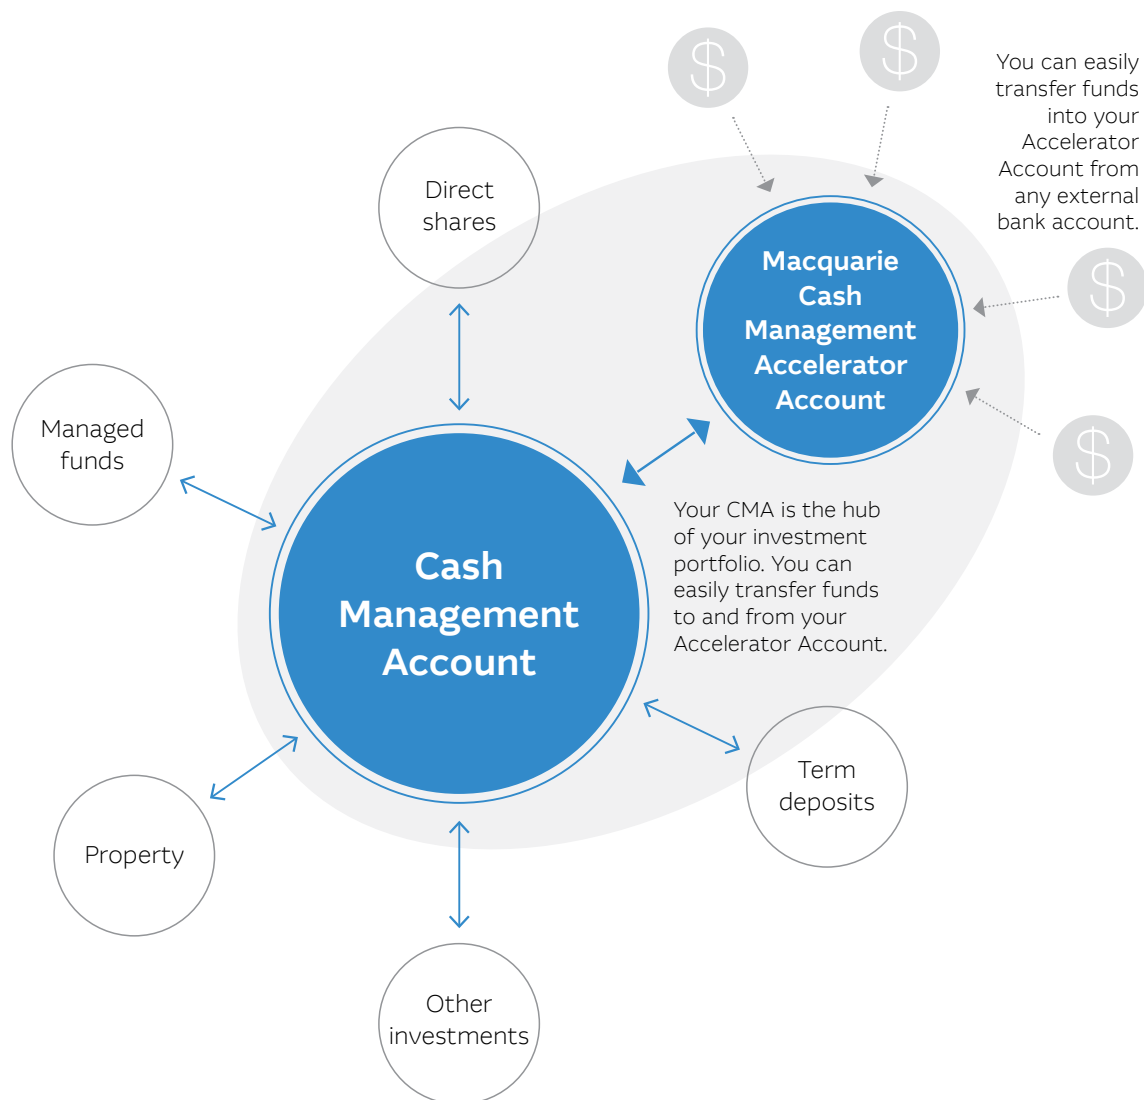 $
$
You can easily
transfer funds
into your
Accelerator
Account from
any external
bank account.
Direct
shares
Macquarie
Cash
Management
Accelerator
Account
$
$
Managed
funds
Your CMA is the hub
of your investment
portfolio. You can
easily transfer funds
to and from your
Accelerator Account.
Cash
Management
Account
Term
deposits
Property
Other
investments